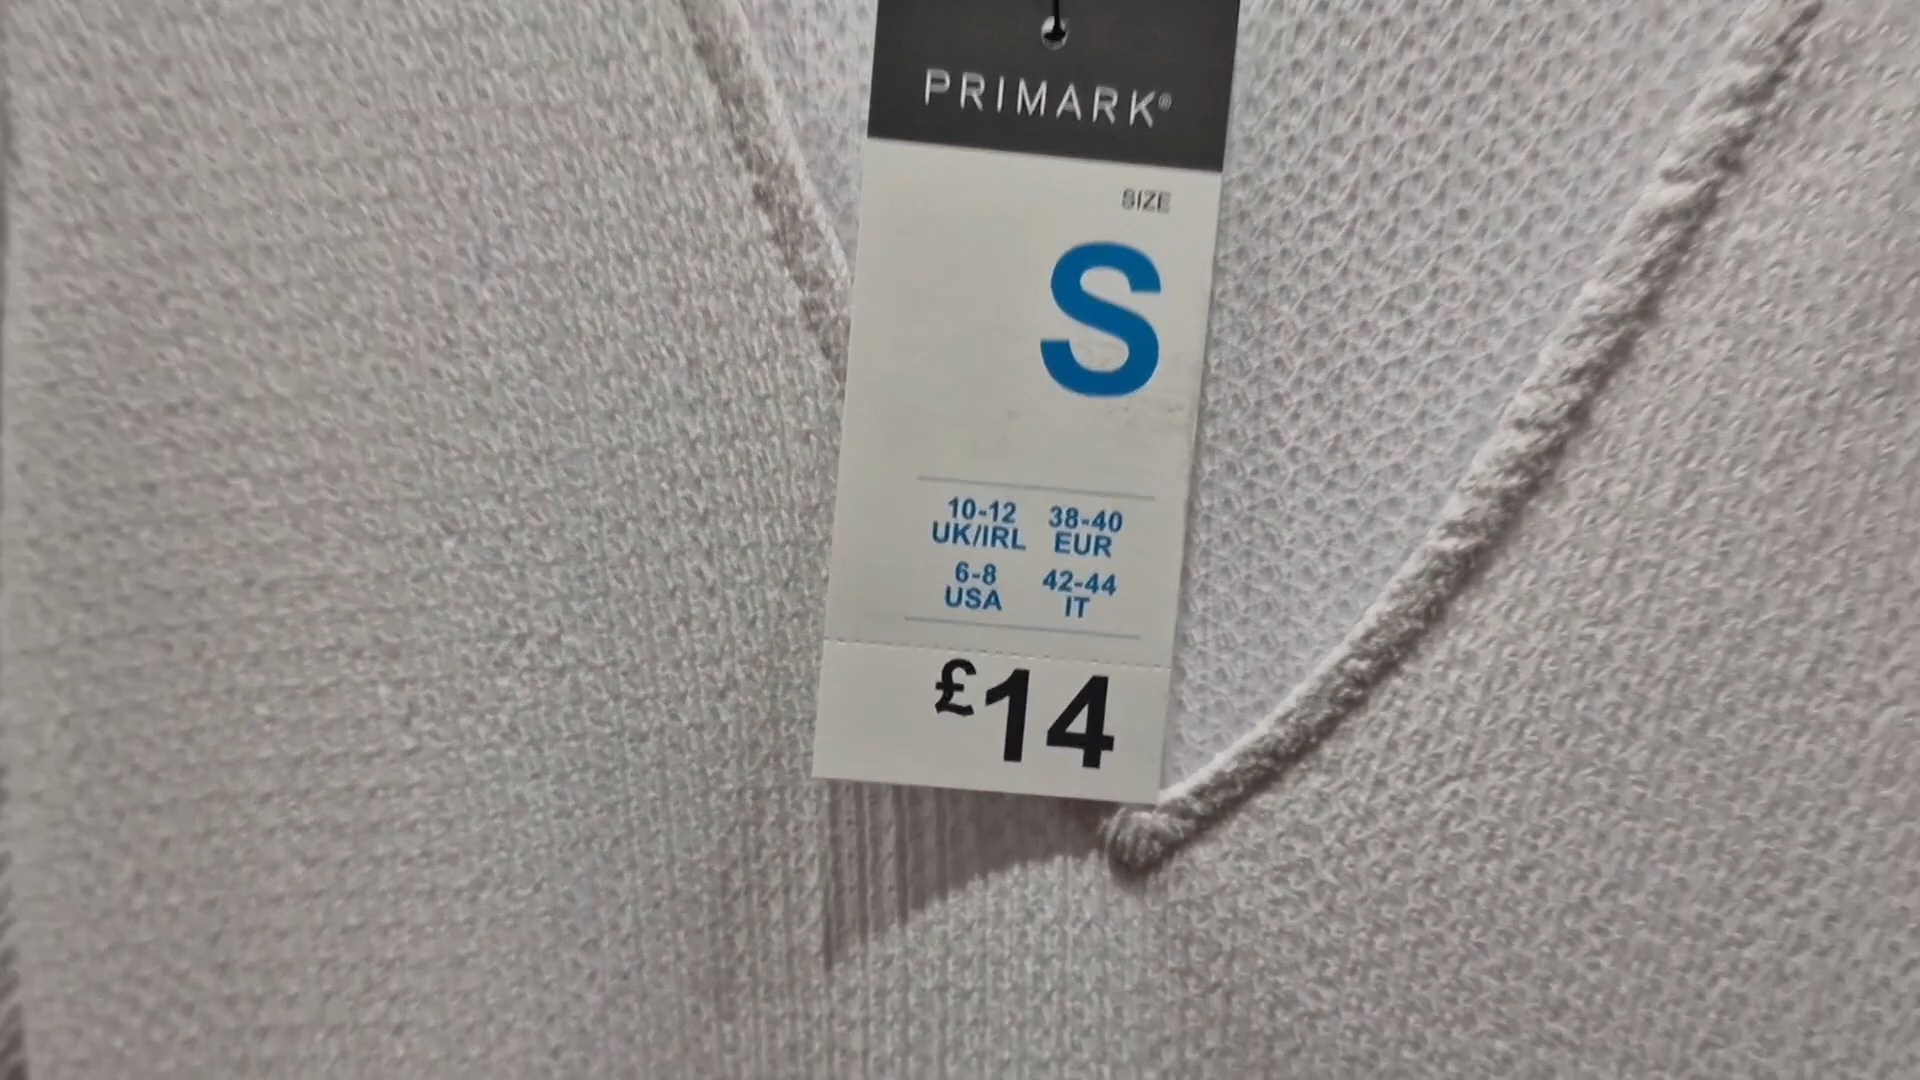 PRIMARK®
SIZE
S
10-12 38-40
UK/IRL EUR
6-8 42-44
USA IT
£14